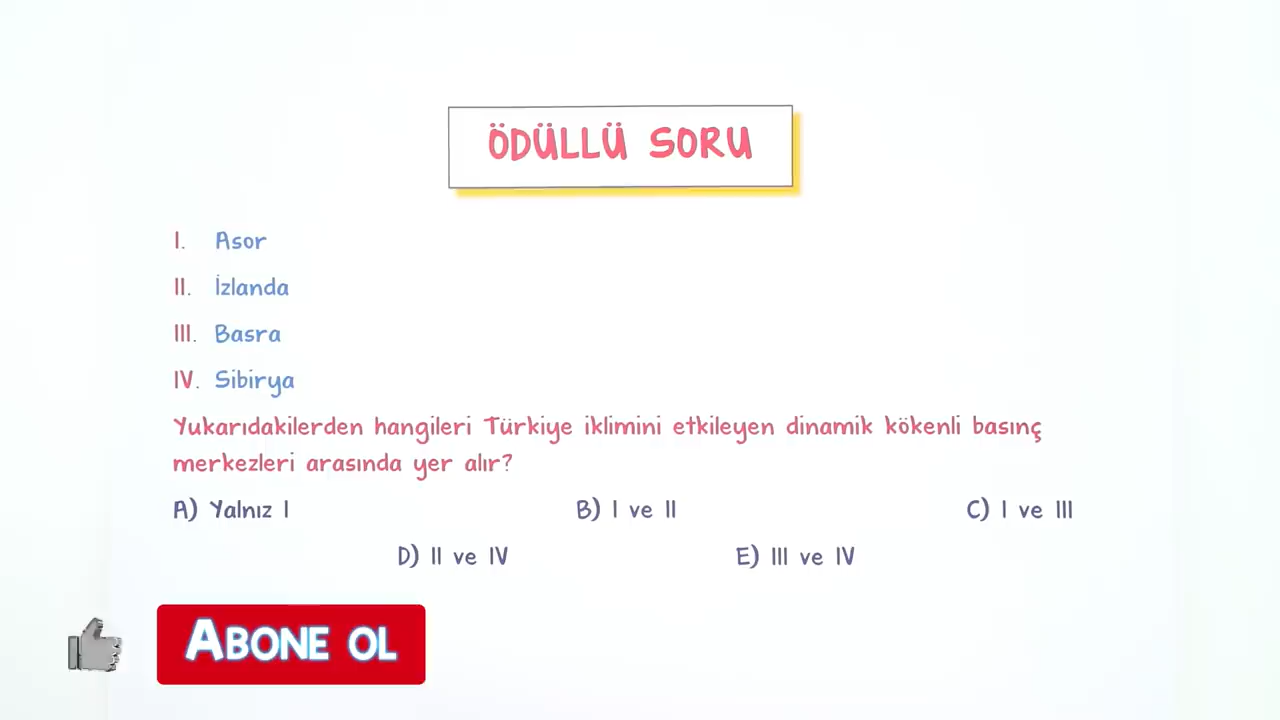 ÖDÜLLÜ SORU
I. Asor
II. İzlanda
III. Basra
IV. Sibirya
Yukarıdakilerden hangileri Türkiye iklimini etkileyen dinamik kökenli basınç
merkezleri arasında yer alır?
A) Yalnız I B) I ve II C) I ve III
D) II ve IV E) III ve IV
ABONE OL